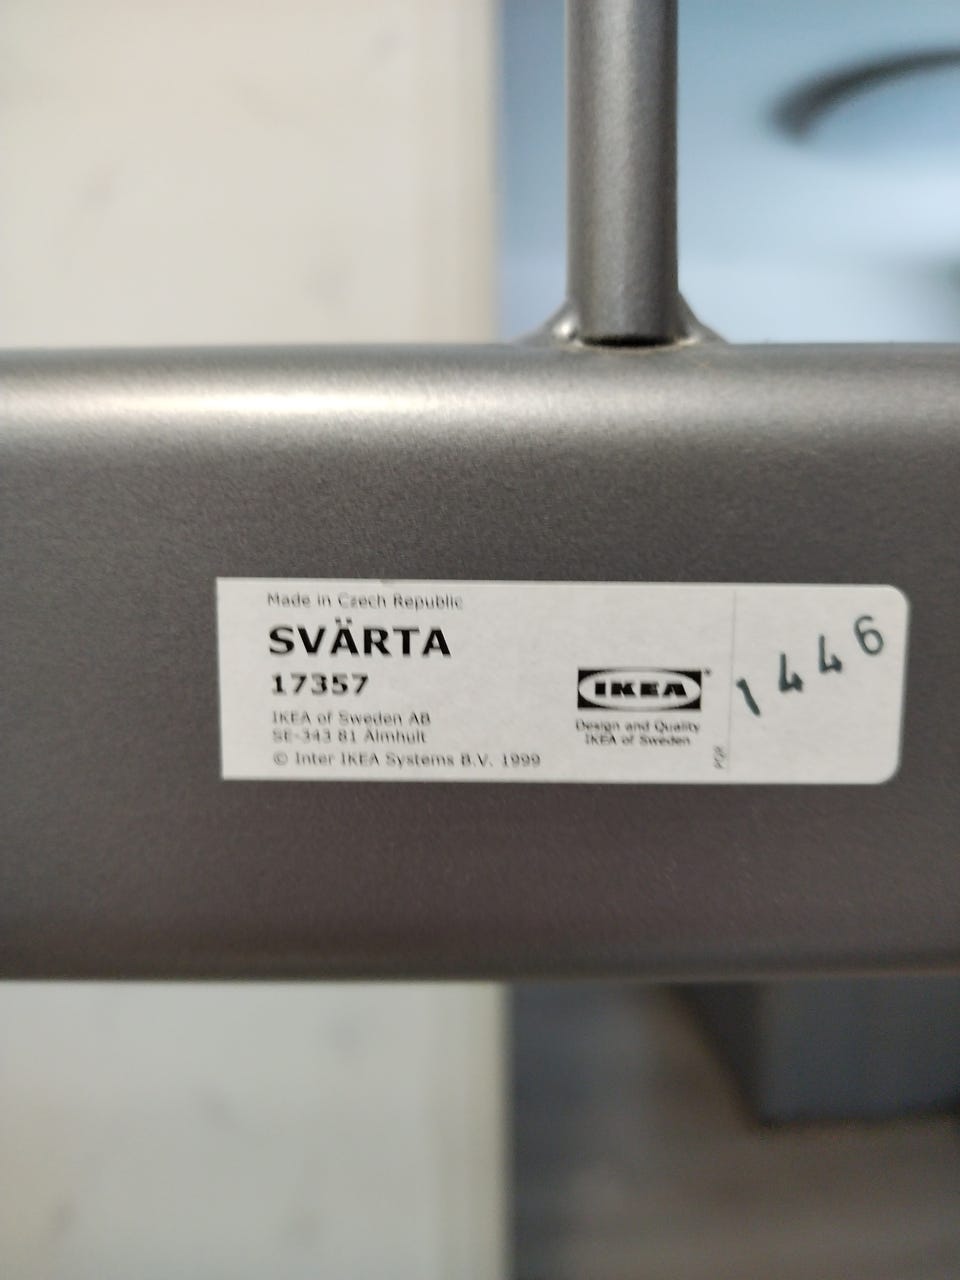 Made in Czech Republic
SVÄRTA
17357
IKEA of Sweden AB
SE-343 81 Älmhult
© Inter IKEA Systems B.V. 1999
IKEA®
Design and Quality
IKEA of Sweden
PQR
1446